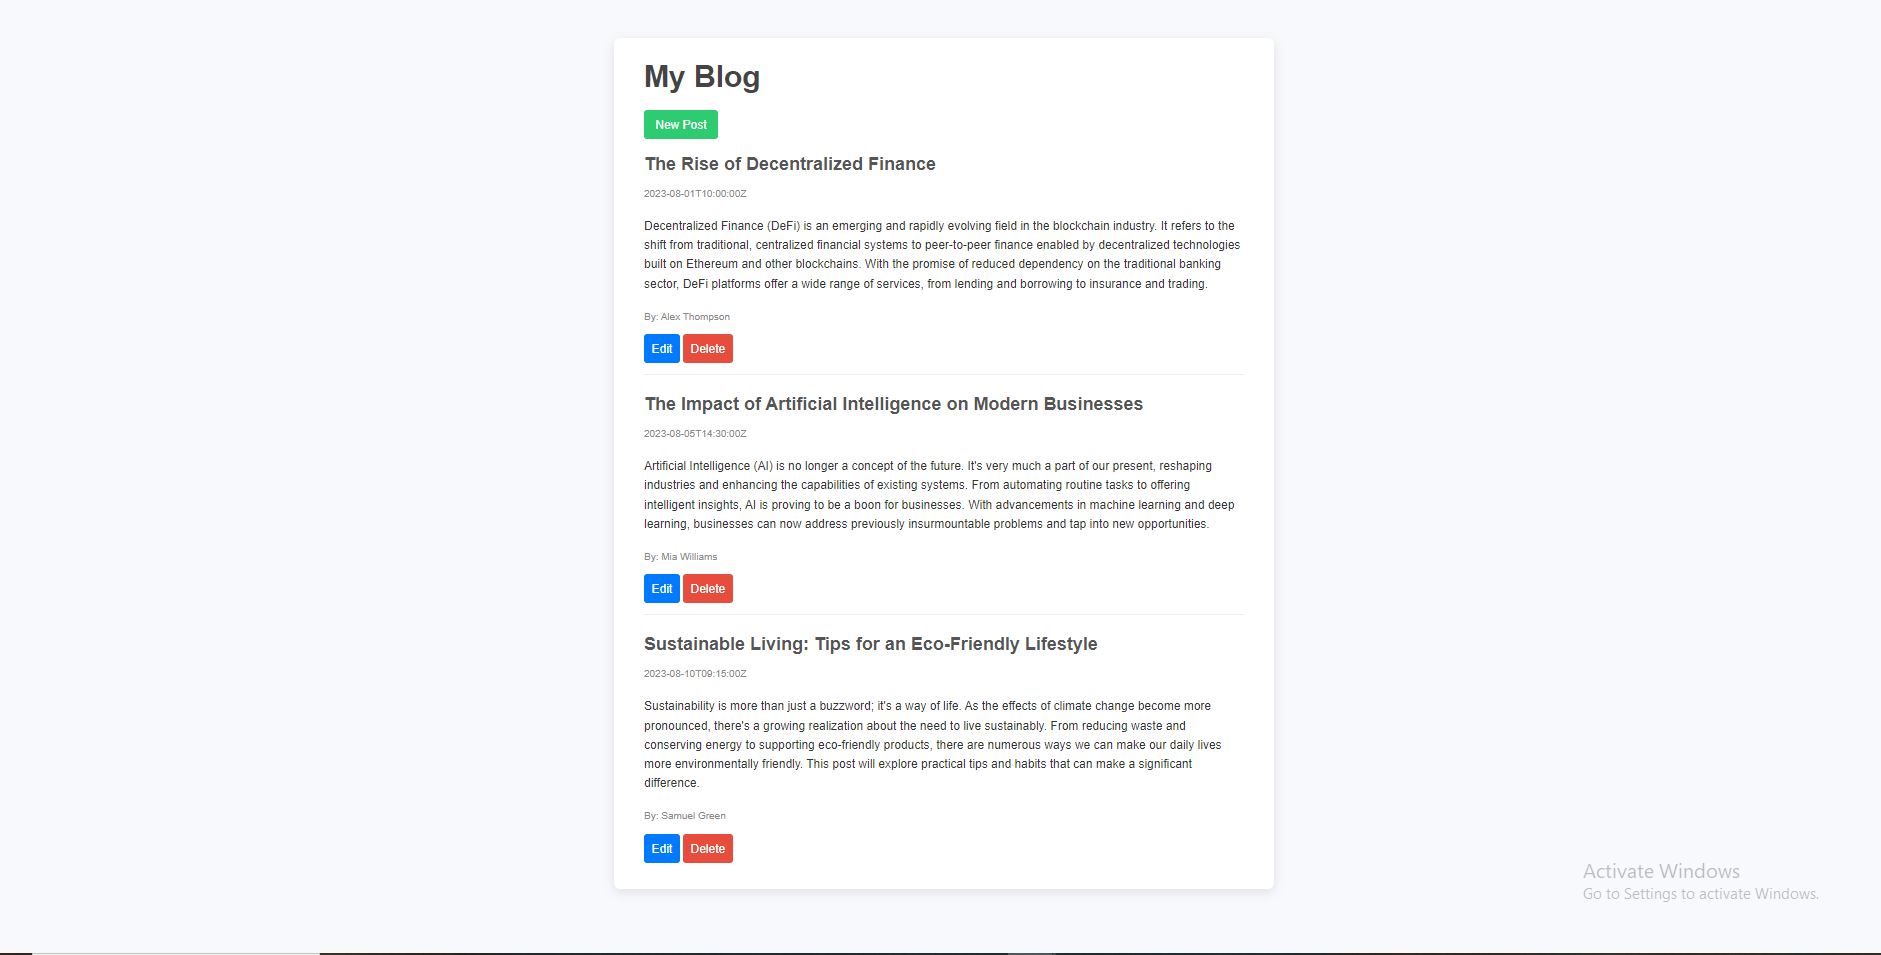 My Blog
New Post
The Rise of Decentralized Finance
2023-08-01T10:00:00Z
Decentralized Finance (DeFi) is an emerging and rapidly evolving field in the blockchain industry. It refers to the
shift from traditional, centralized financial systems to peer-to-peer finance enabled by decentralized technologies
built on Ethereum and other blockchains. With the promise of reduced dependency on the traditional banking
sector, DeFi platforms offer a wide range of services, from lending and borrowing to insurance and trading.
By: Alex Thompson
Edit Delete
The Impact of Artificial Intelligence on Modern Businesses
2023-08-05T14:30:00Z
Artificial Intelligence (AI) is no longer a concept of the future. It's very much a part of our present, reshaping
industries and enhancing the capabilities of existing systems. From automating routine tasks to offering
intelligent insights, AI is proving to be a boon for businesses. With advancements in machine learning and deep
learning, businesses can now address previously insurmountable problems and tap into new opportunities.
By: Mia Williams
Edit Delete
Sustainable Living: Tips for an Eco-Friendly Lifestyle
2023-08-10T09:15:00Z
Sustainability is more than just a buzzword; it's a way of life. As the effects of climate change become more
pronounced, there's a growing realization about the need to live sustainably. From reducing waste and
conserving energy to supporting eco-friendly products, there are numerous ways we can make our daily lives
more environmentally friendly. This post will explore practical tips and habits that can make a significant
difference.
By: Samuel Green
Edit Delete
Activate Windows
Go to Settings to activate Windows.